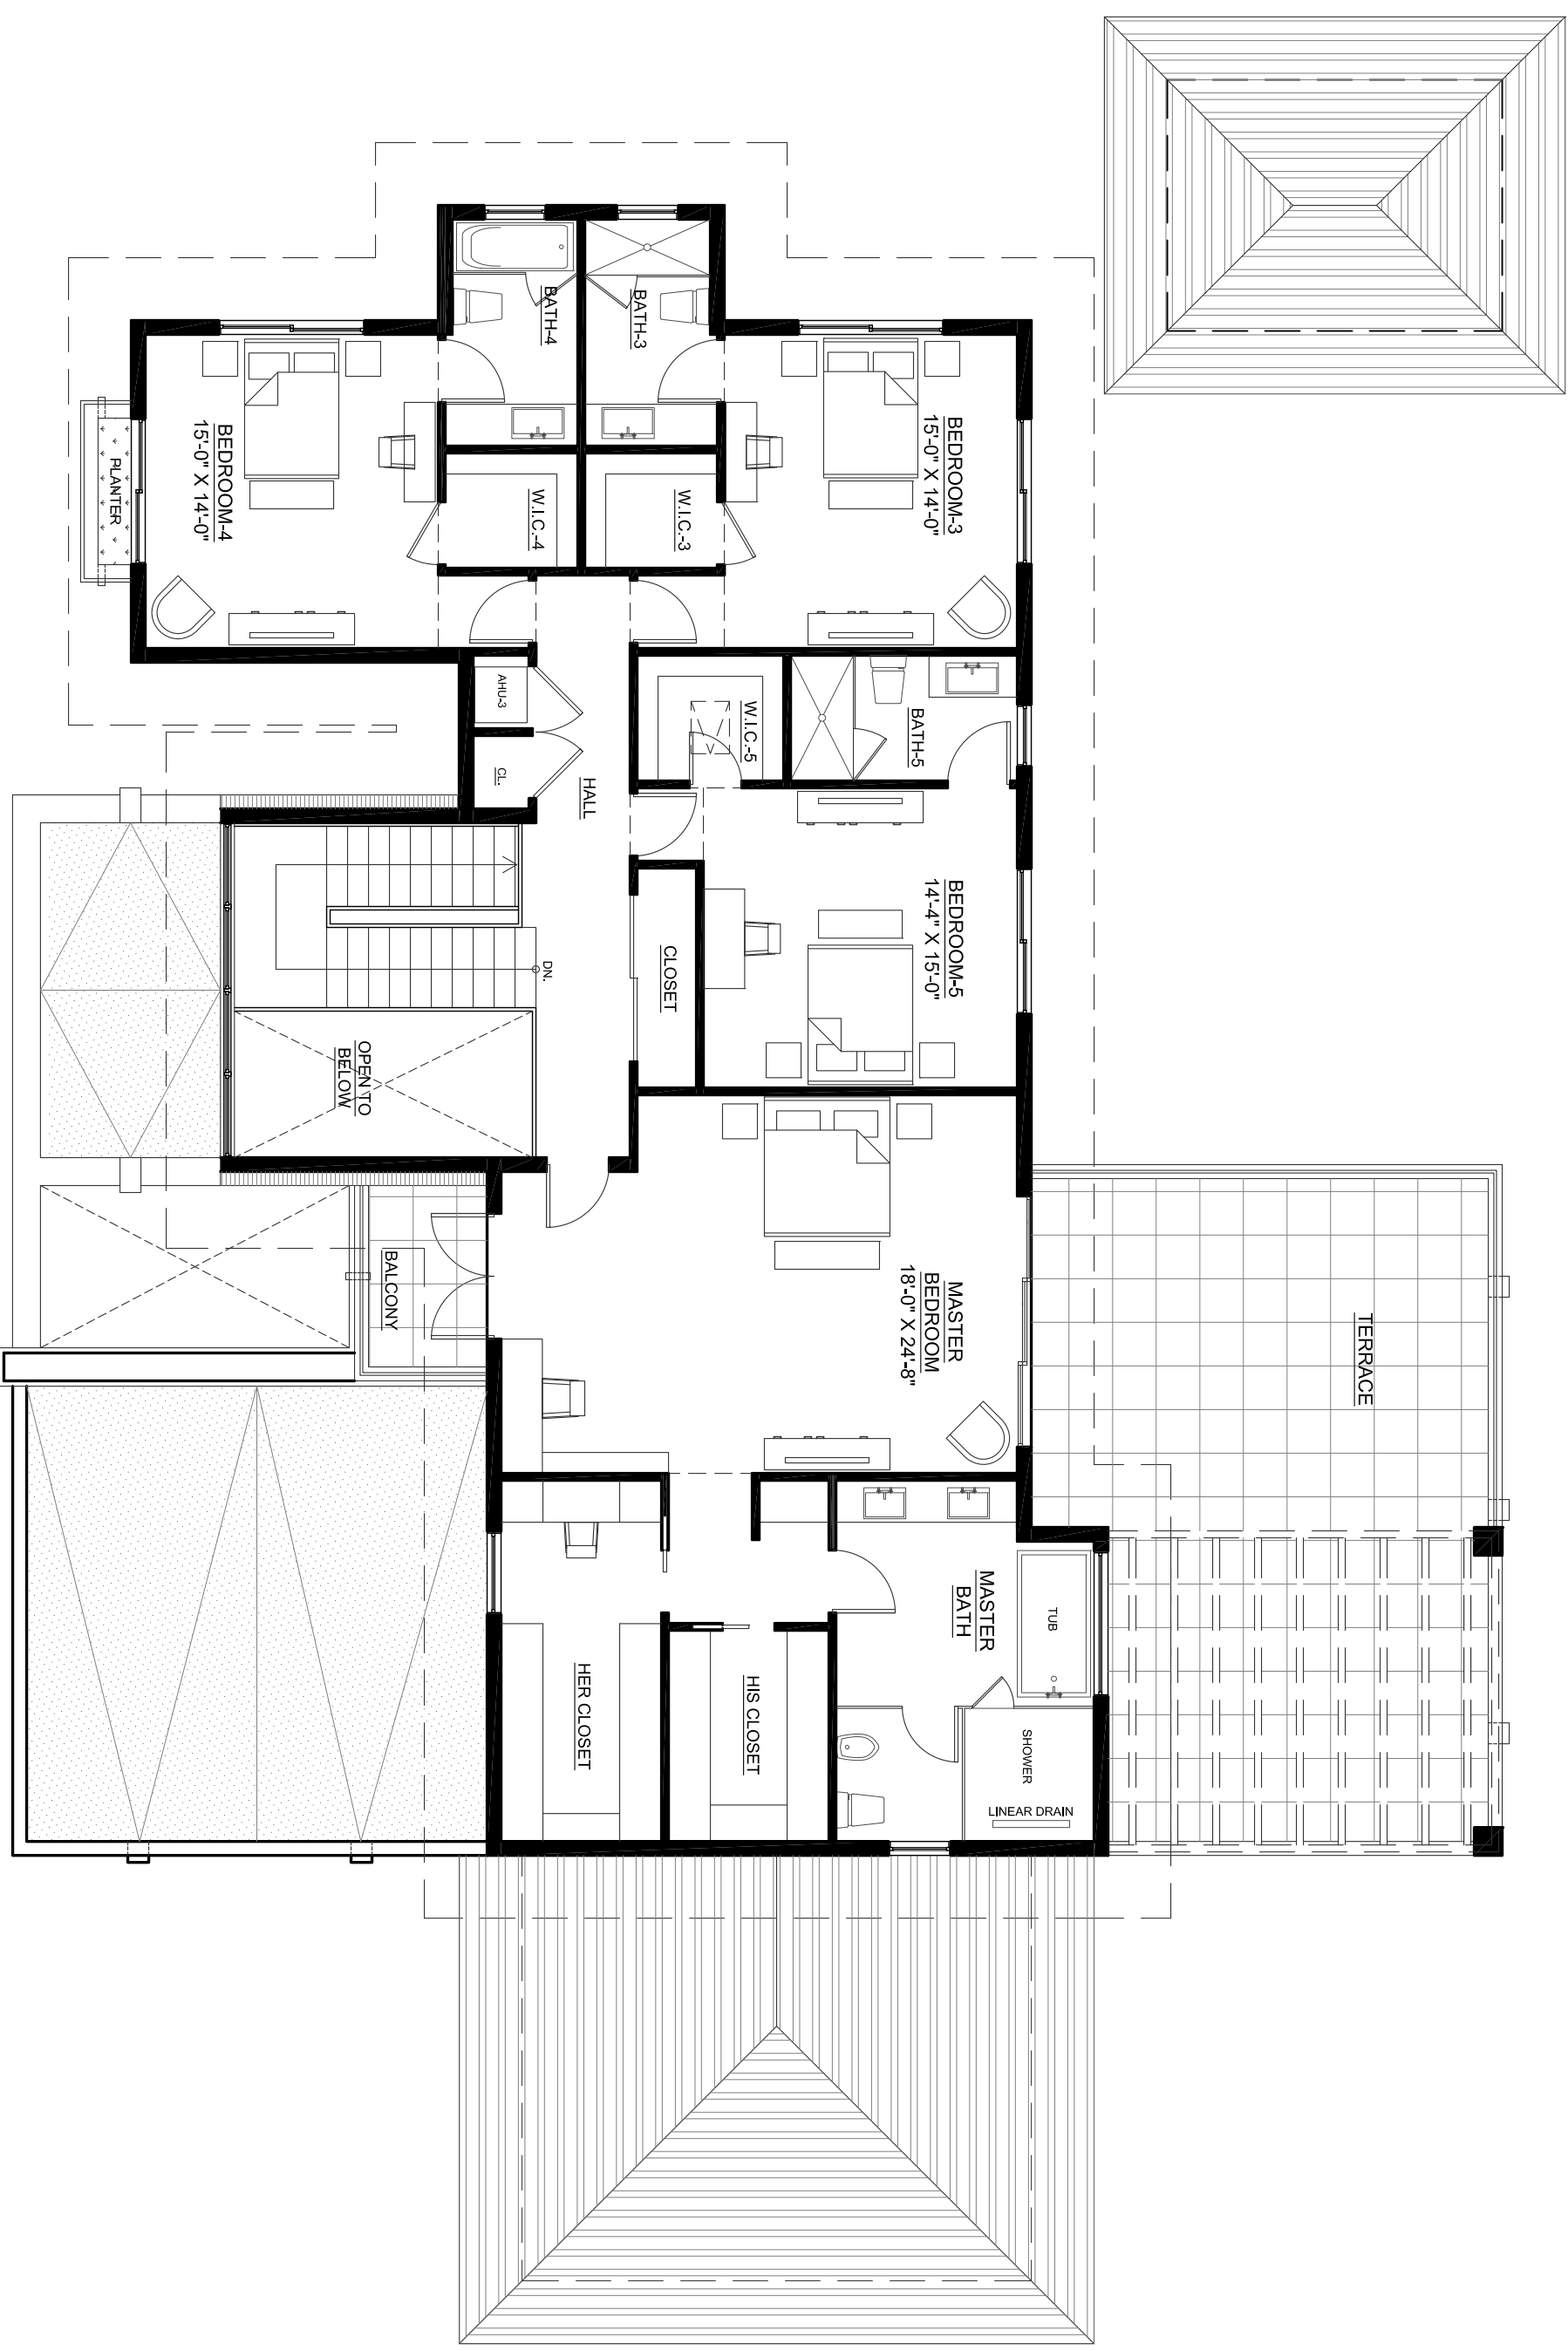 TERRACE
BEDROOM-3
15'-0" X 14'-0"
BATH-5
BEDROOM-5
14'-4" X 15'-0"
MASTER
BEDROOM
18'-0" X 24'-8"
MASTER
BATH
TUB
SHOWER
LINEAR DRAIN
BATH-3
W.I.C.-3
W.I.C.-5
CLOSET
HIS CLOSET
BATH-4
W.I.C.-4
HALL
DN.
HER CLOSET
AHU-3
CL.
BEDROOM-4
15'-0" X 14'-0"
OPEN TO
BELOW
BALCONY
PLANTER